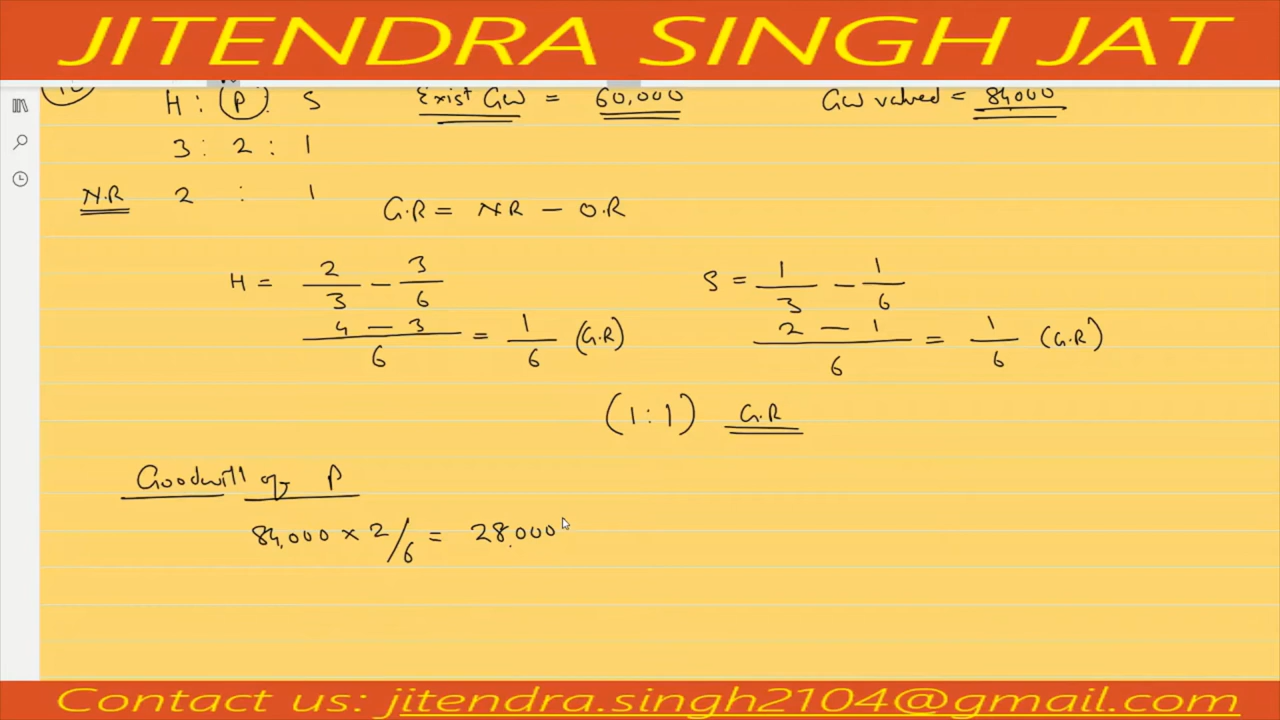 JITENDRA SINGH JAT
H : P : S Exist GW = 60,000 GW valued = 84,000
3 : 2 : 1
N.R 2 : 1
G.R = NR - O.R
H = 2/3 - 3/6 S = 1/3 - 1/6
4 - 3/6 = 1/6 (G.R) 2 - 1/6 = 1/6 (G.R)
(1:1) G.R
Goodwill of P
84,000 x 2/6 = 28,000
Contact us: jitendra.singh2104@gmail.com